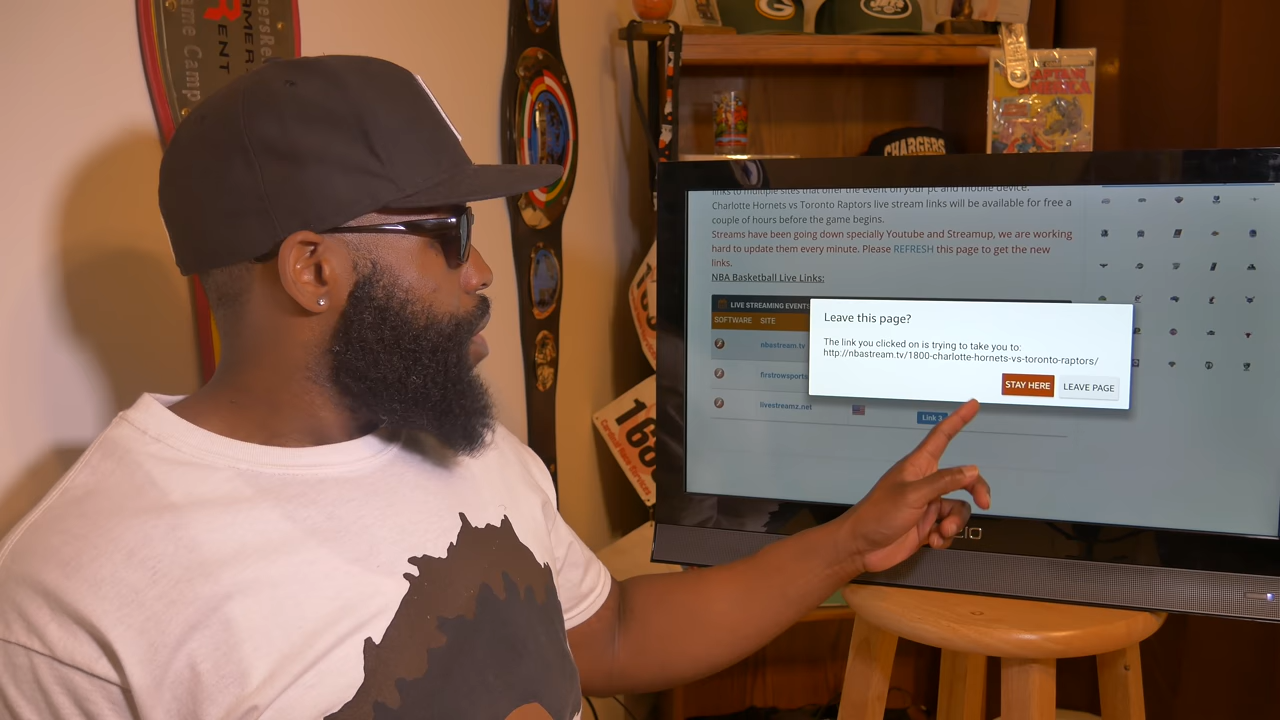 CAPTAIN
AMERICA
CHARGERS
links to multiple sites that offer the event on your pc and mobile device.
Charlotte Hornets vs Toronto Raptors live stream links will be available for free a
couple of hours before the game begins.
Streams have been going down specially Youtube and Streamup, we are working
hard to update them every minute. Please REFRESH this page to get the new
links.
NBA Basketball Live Links:
LIVE STREAMING EVENT
SOFTWARE SITE
nbastream.tv
firstrowsports
livestreamz.net
Link 3
Leave this page?
The link you clicked on is trying to take you to:
http://nbastream.tv/1800-charlotte-hornets-vs-toronto-raptors/
STAY HERE LEAVE PAGE
168
ame Camp
JETS
G